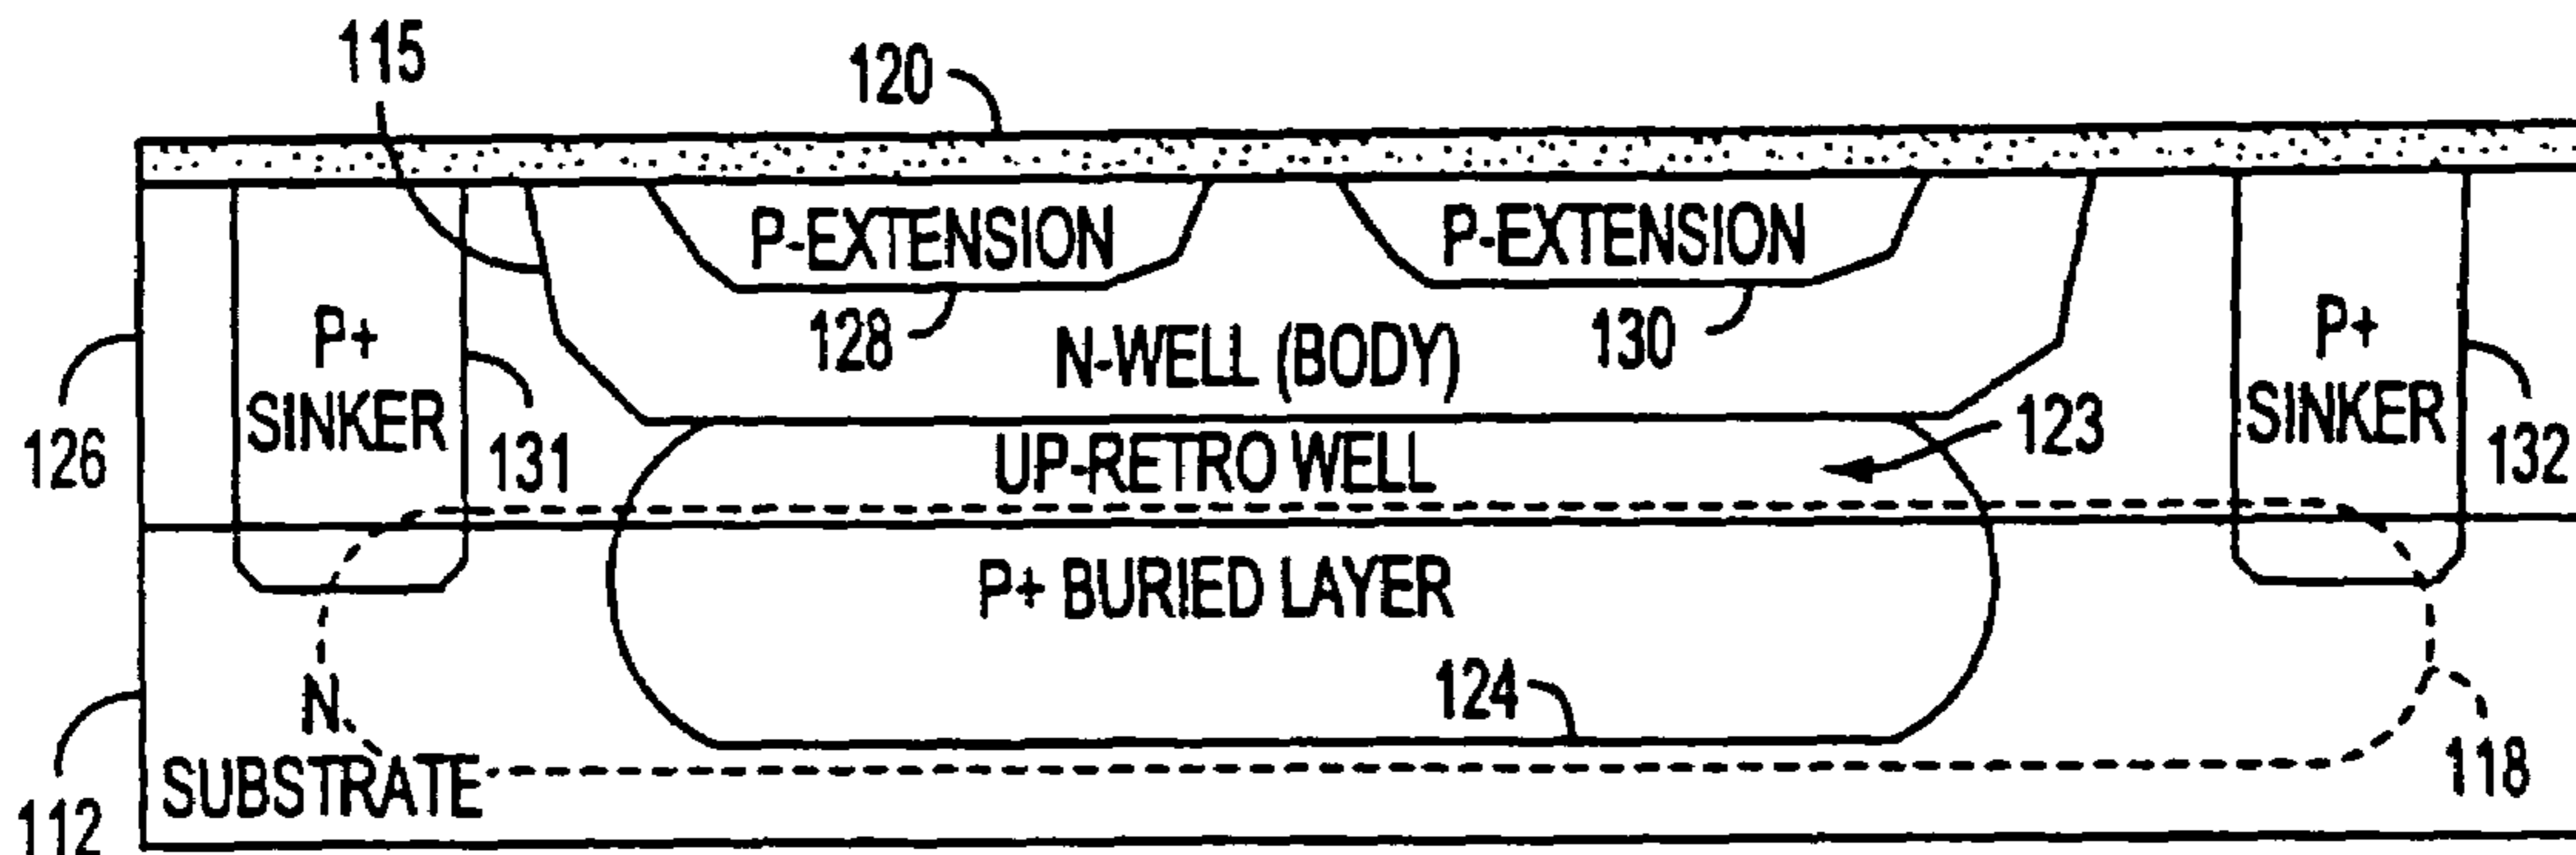 115
120
P-EXTENSION
P-EXTENSION
128
130
P+
SINKER
N-WELL (BODY)
P+
SINKER
126
131
UP-RETRO WELL
123
132
P+ BURIED LAYER
124
N
SUBSTRATE
118
112